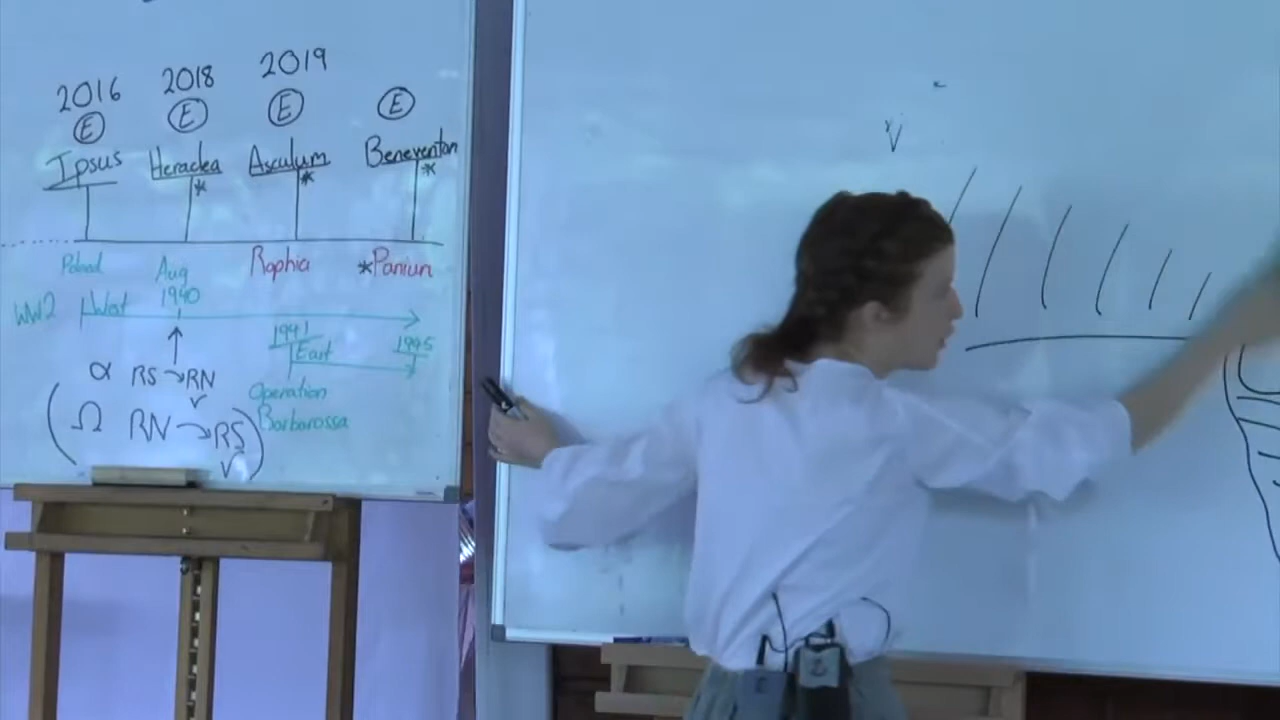 2016 2018 2019
E E E E
Ipsus Heraclea Asculum Beneventon
* * *
Poland Aug 1940 Raphia *Panium
WW2 West
1941 East 1945
α RS → RN
Operation Barbarossa
Ω RN → RS
V
E